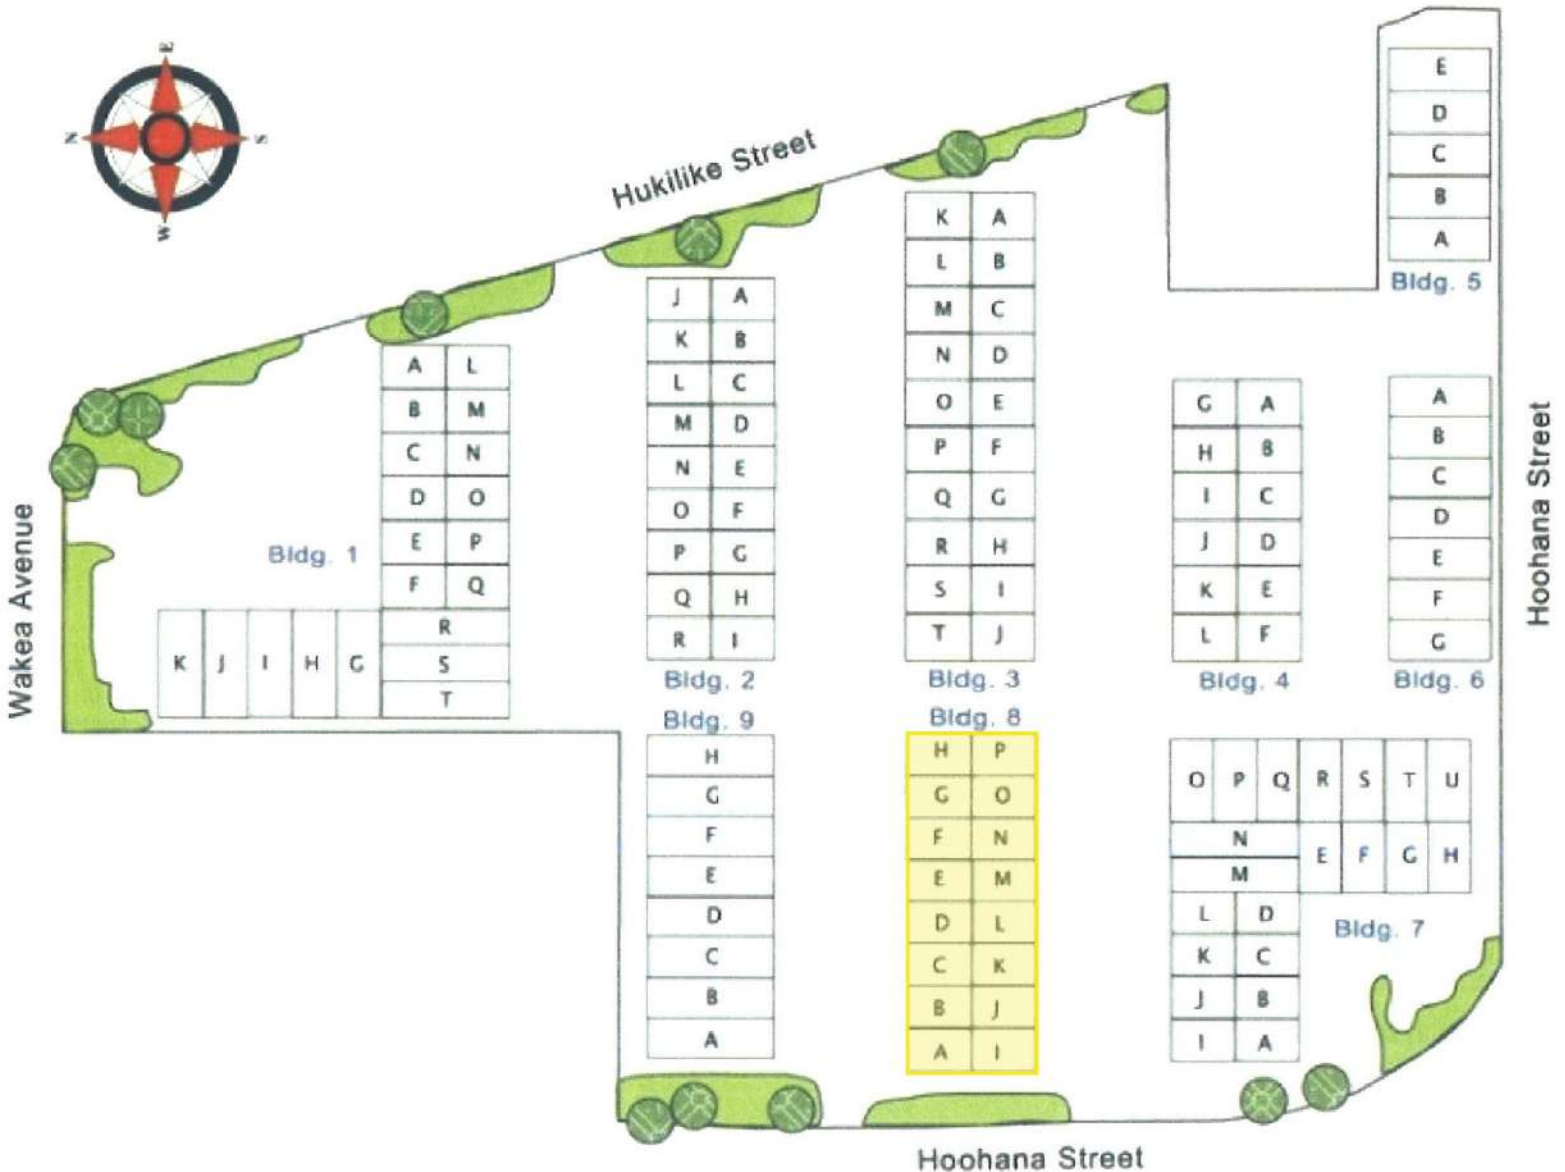 E
N
S
W
Hukilike Street
Wakea Avenue
Hoohana Street
E
D
C
B
A
Bldg. 5
K A
L B
M C
N D
O E
P F
Q G
R H
S I
T J
Bldg. 3
J A
K B
L C
M D
N E
O F
P G
Q H
R I
Bldg. 2
A L
B M
C N
D O
E P
F Q
Bldg. 1
K J I H G
R
S
T
G A
H B
I C
J D
K E
L F
Bldg. 4
A
B
C
D
E
F
G
Bldg. 6
Bldg. 9
H
G
F
E
D
C
B
A
Bldg. 8
H P
G O
F N
E M
D L
C K
B J
A I
O P Q R S T U
N
M
E F G H
L D
K C
J B
I A
Bldg. 7
Hoohana Street